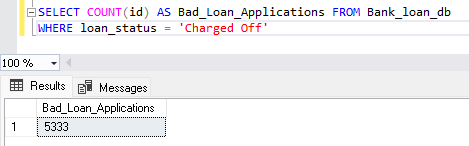 SELECT COUNT(id) AS Bad_Loan_Applications FROM Bank_loan_db
WHERE loan_status = 'Charged Off'
100 %
Results Messages
Bad_Loan_Applications
1 5333